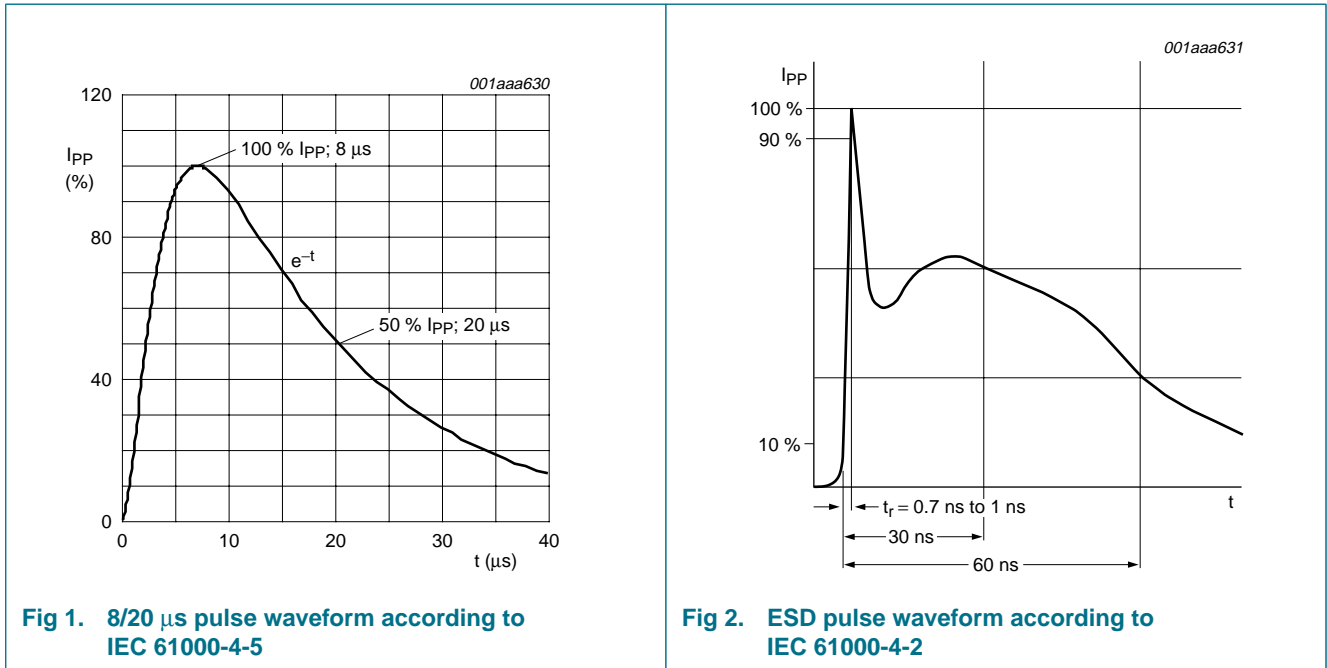 001aaa630
120
80
40
0
IPP
(%)
100 % IPP; 8 μs
e–t
50 % IPP; 20 μs
0
10
20
30
40
t (μs)
Fig 1. 8/20 μs pulse waveform according to
IEC 61000-4-5
001aaa631
IPP
100 %
90 %
10 %
t
tr = 0.7 ns to 1 ns
30 ns
60 ns
Fig 2. ESD pulse waveform according to
IEC 61000-4-2